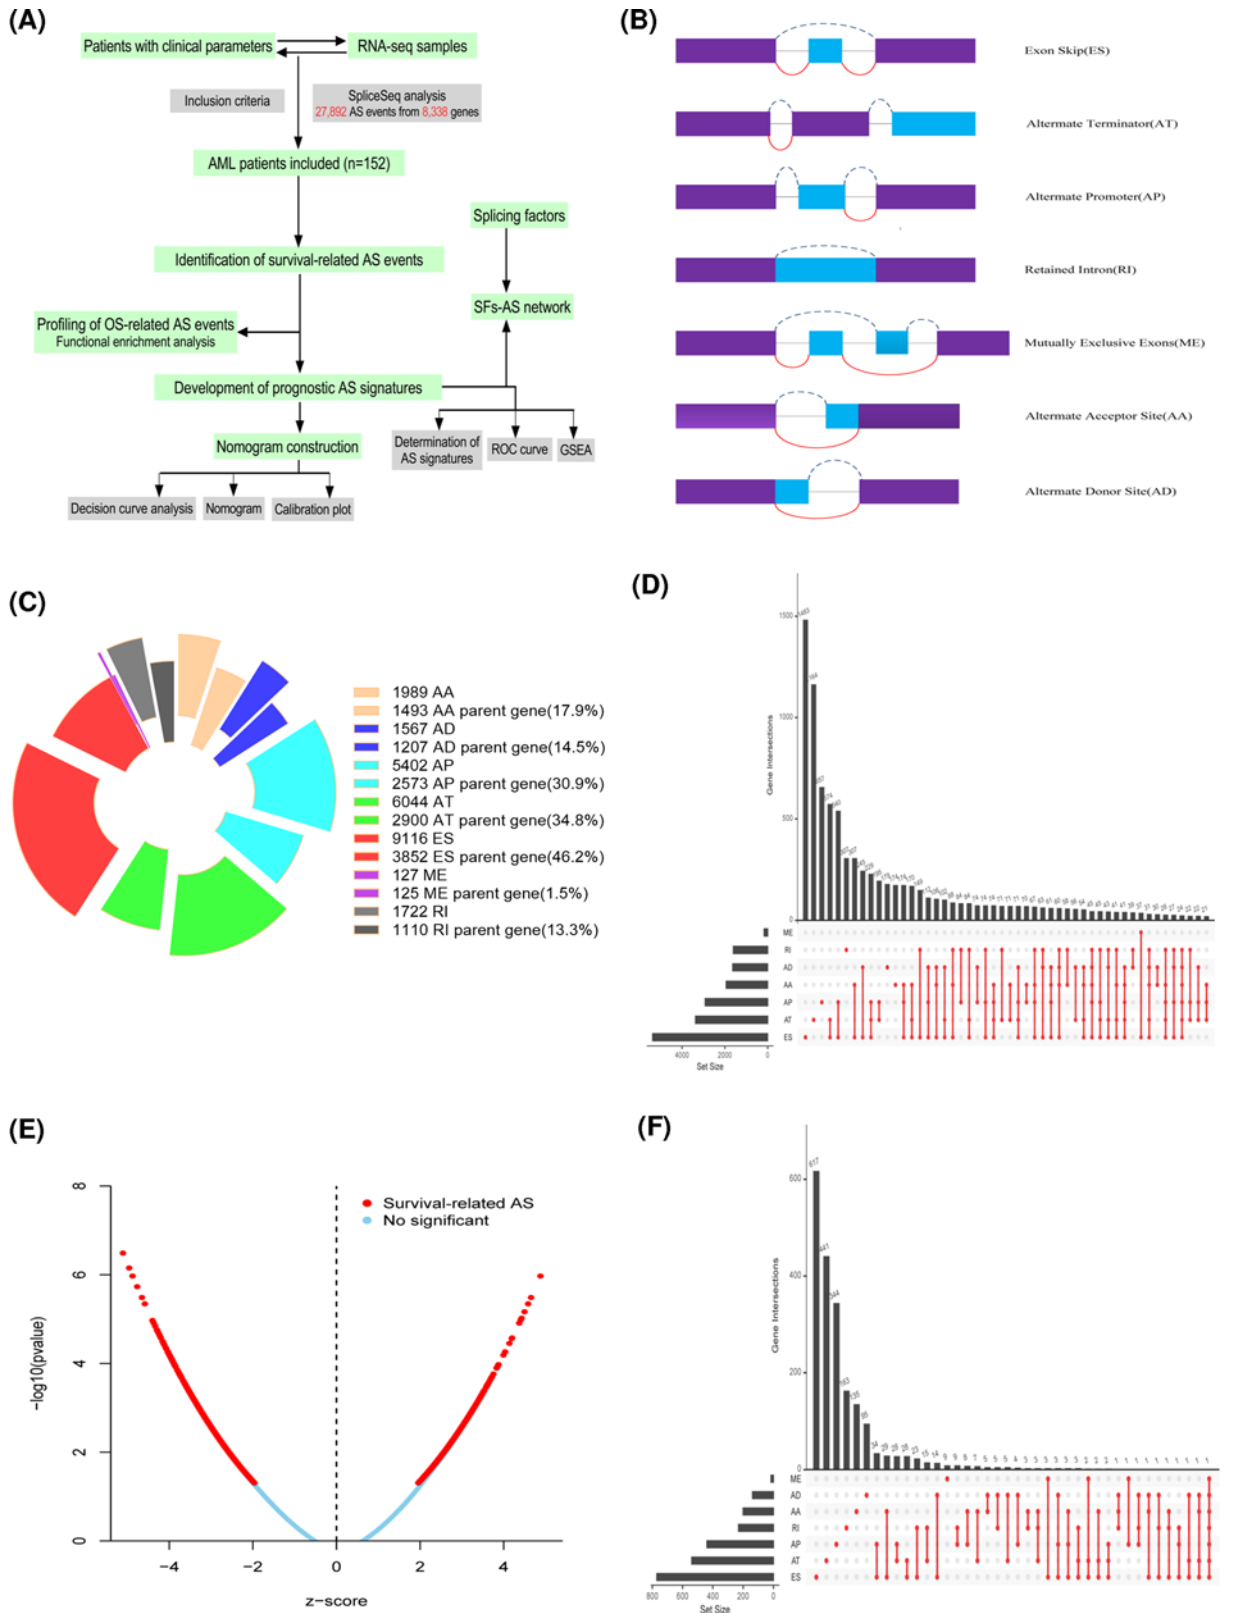 (A)
Patients with clinical parameters
RNA-seq samples
Inclusion criteria
SpliceSeq analysis
27,892 AS events from 8,338 genes
AML patients included (n=152)
Splicing factors
Identification of survival-related AS events
SFs-AS network
Profiling of OS-related AS events
Functional enrichment analysis
Development of prognostic AS signatures
Determination of
AS signatures
ROC curve
GSEA
Nomogram construction
Decision curve analysis
Nomogram
Calibration plot
(B)
Exon Skip(ES)
Alternate Terminator(AT)
Alternate Promoter(AP)
Retained Intron(RI)
Mutually Exclusive Exons(ME)
Alternate Acceptor Site(AA)
Alternate Donor Site(AD)
(C)
1989 AA
1493 AA parent gene(17.9%)
1567 AD
1207 AD parent gene(14.5%)
5402 AP
2573 AP parent gene(30.9%)
6044 AT
2900 AT parent gene(34.8%)
9116 ES
3852 ES parent gene(46.2%)
127 ME
125 ME parent gene(1.5%)
1722 RI
1110 RI parent gene(13.3%)
(D)
Gene Intersections
1500
1000
500
0
ME
RI
AD
AA
AP
AT
ES
4000 2000 0
Set Size
(E)
-log10(pvalue)
8
6
4
2
0
Survival-related AS
No significant
−4 −2 0 2 4
z−score
(F)
Gene Intersections
600
400
200
0
617
441
344
163
135
95
34
ME
AD
AA
RI
AP
AT
ES
800 600 400 200 0
Set Size